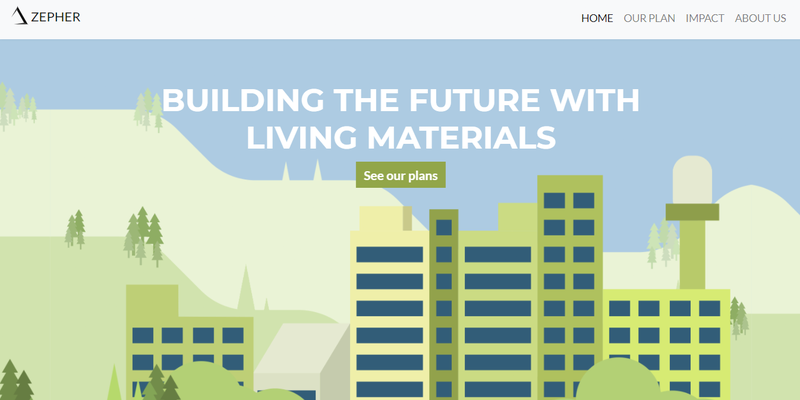 ZEPHER
HOME OUR PLAN IMPACT ABOUT US
BUILDING THE FUTURE WITH
LIVING MATERIALS
See our plans